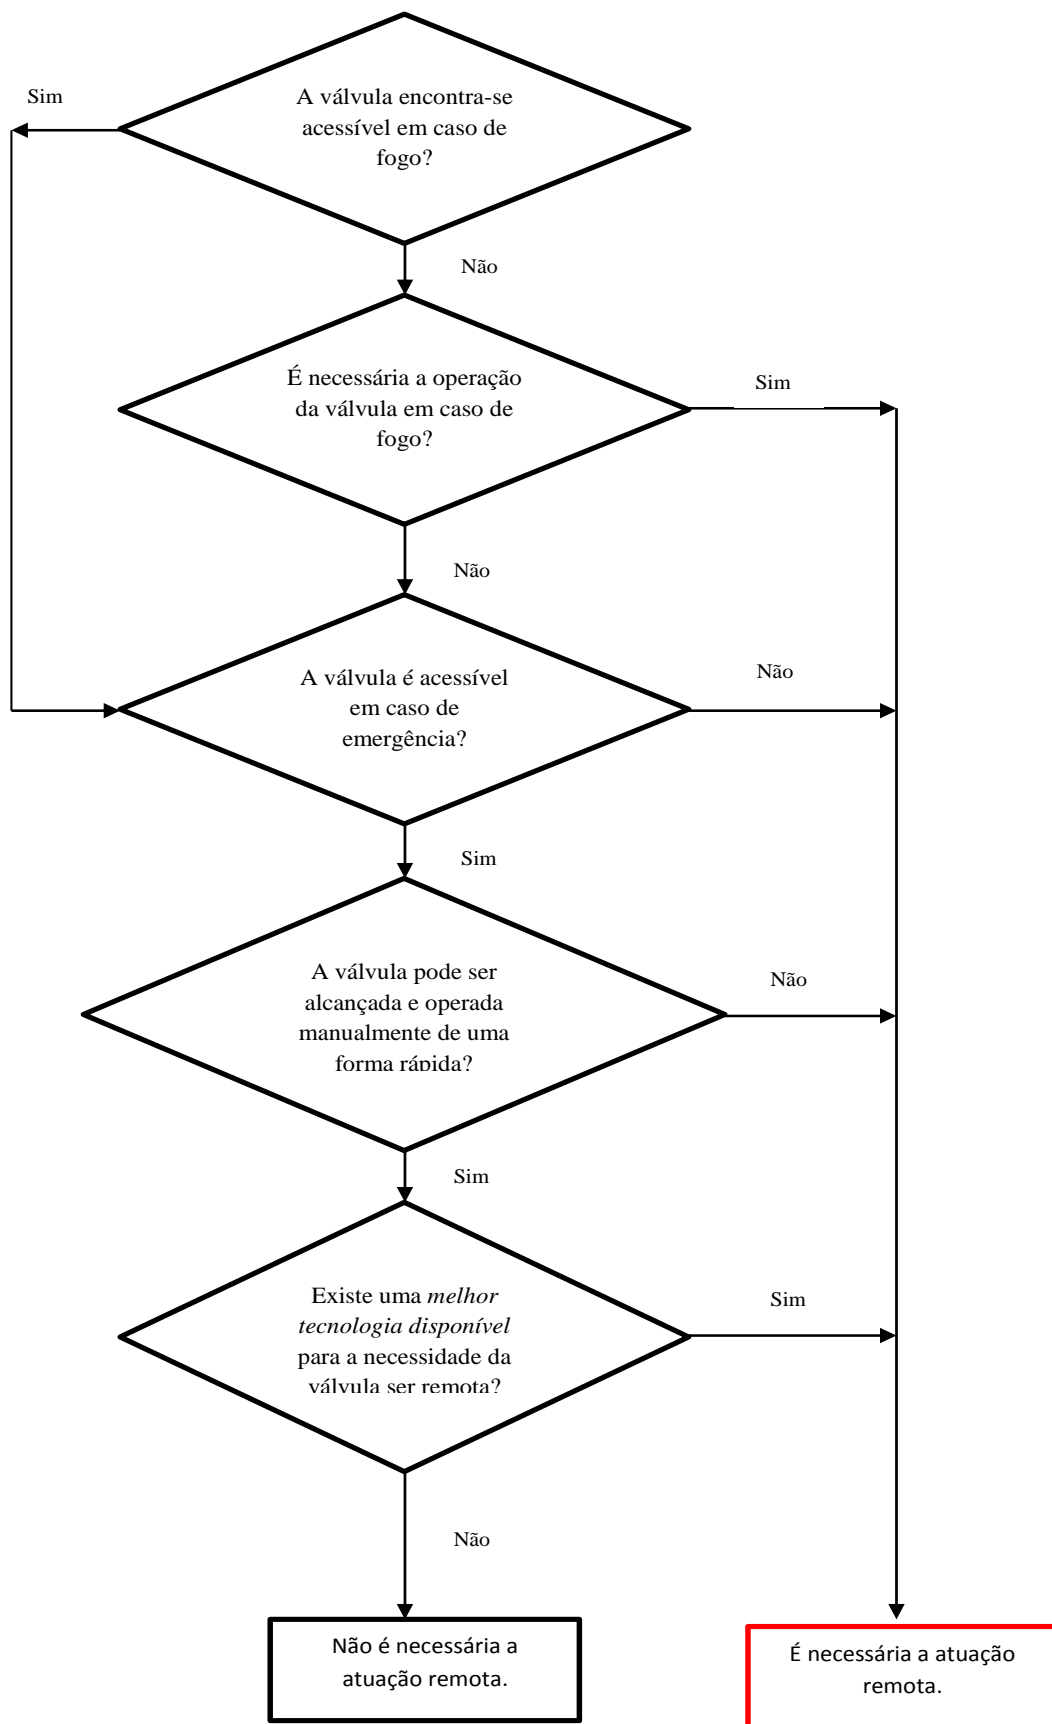 Sim
A válvula encontra-se
acessível em caso de
fogo?
Não
É necessária a operação
da válvula em caso de
fogo?
Sim
Não
A válvula é acessível
em caso de
emergência?
Não
Sim
A válvula pode ser
alcançada e operada
manualmente de uma
forma rápida?
Não
Sim
Existe uma melhor
tecnologia disponível
para a necessidade da
válvula ser remota?
Sim
Não
Não é necessária a
atuação remota.
É necessária a atuação
remota.